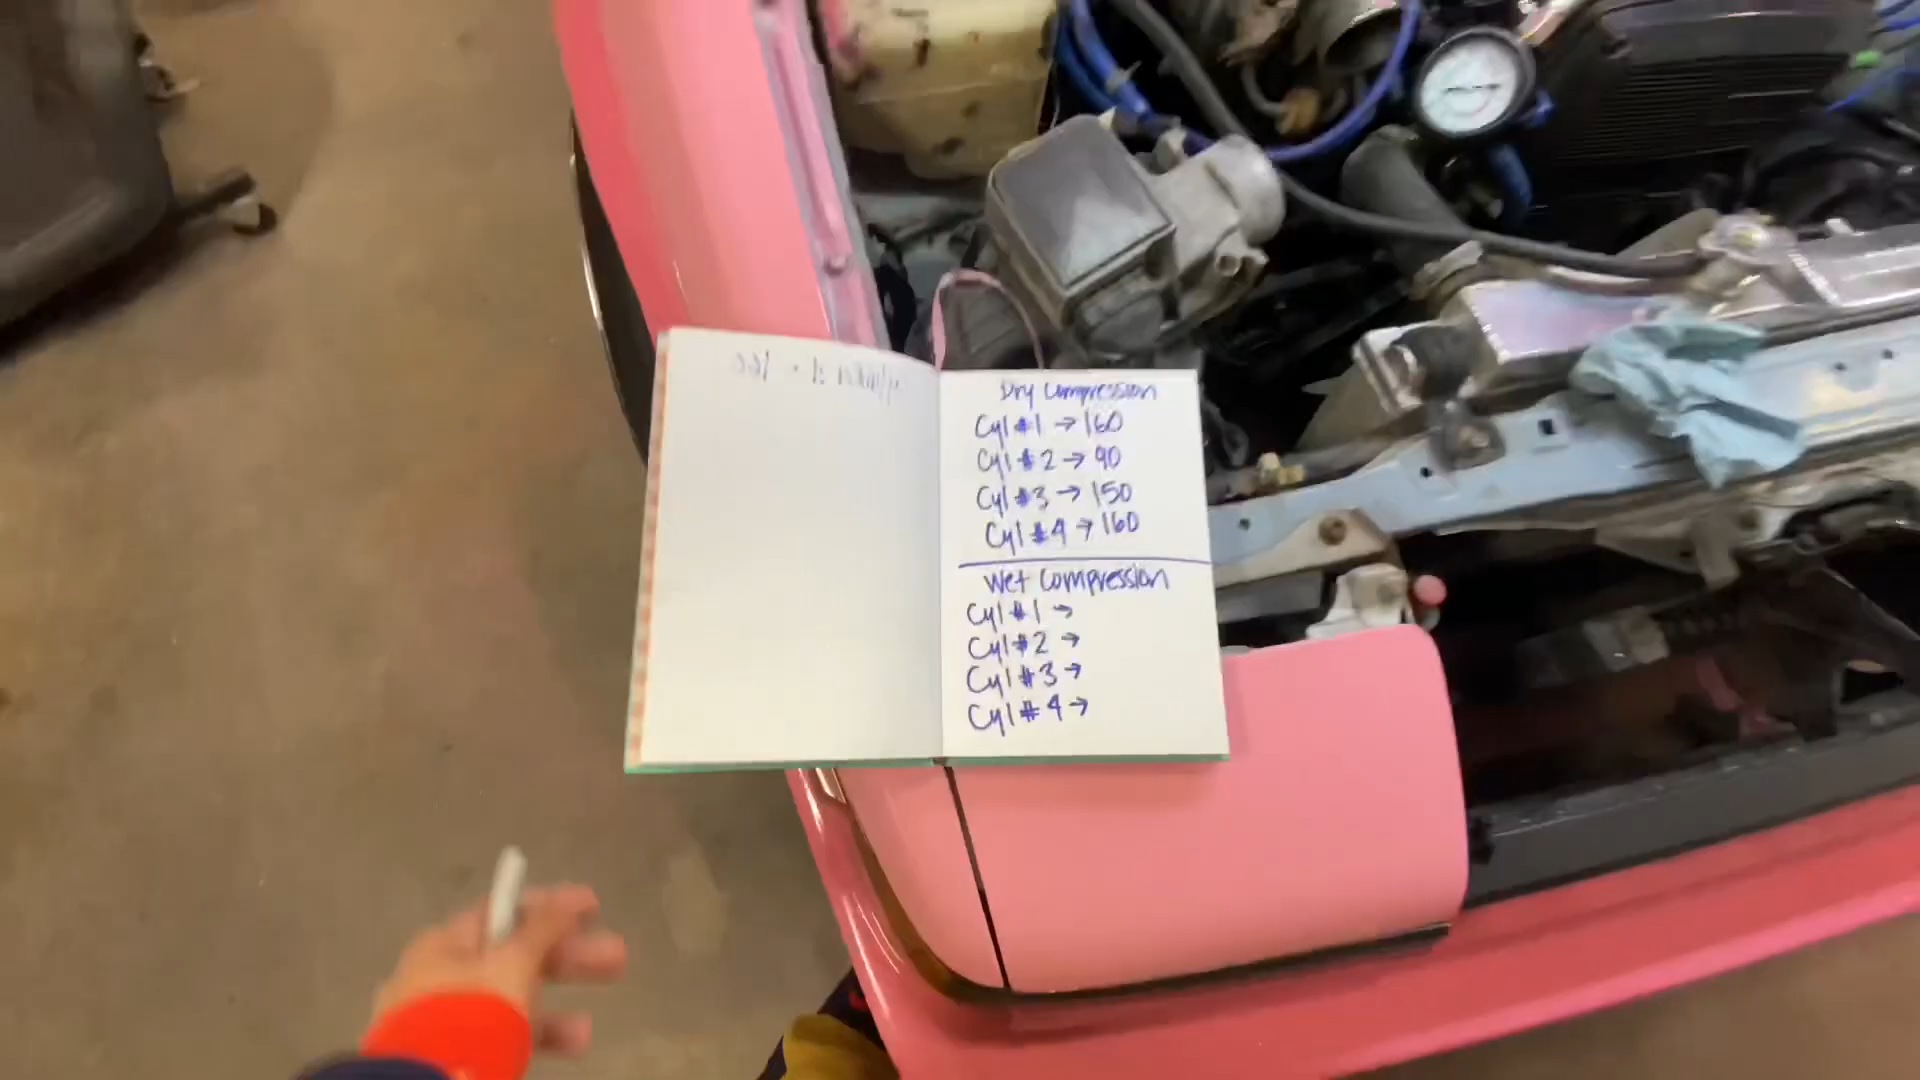 Dry Compression
Cyl #1 → 160
Cyl #2 → 90
Cyl #3 → 150
Cyl #4 → 160
Wet Compression
Cyl #1 →
Cyl #2 →
Cyl #3 →
Cyl #4 →